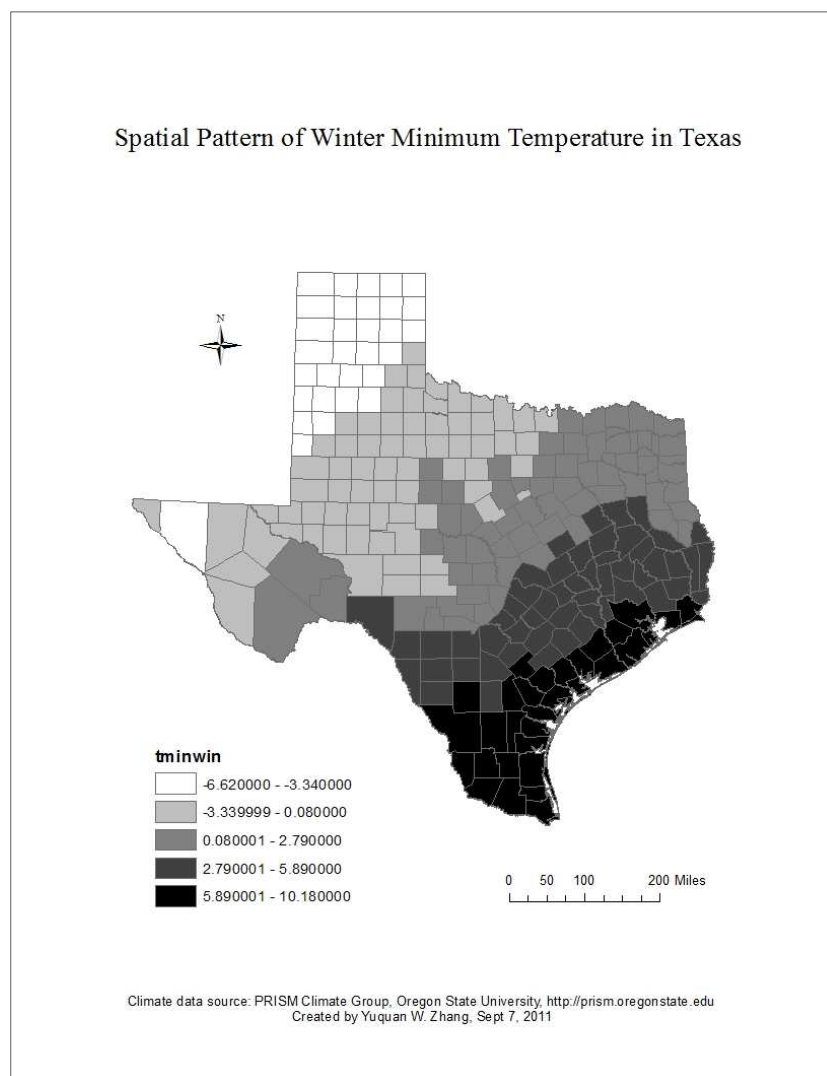 Spatial Pattern of Winter Minimum Temperature in Texas
N
tminwin
-6.620000 - -3.340000
-3.339999 - 0.080000
0.080001 - 2.790000
2.790001 - 5.890000
5.890001 - 10.180000
0 50 100 200 Miles
Climate data source: PRISM Climate Group, Oregon State University, http://prism.oregonstate.edu
Created by Yuquan W. Zhang, Sept 7, 2011